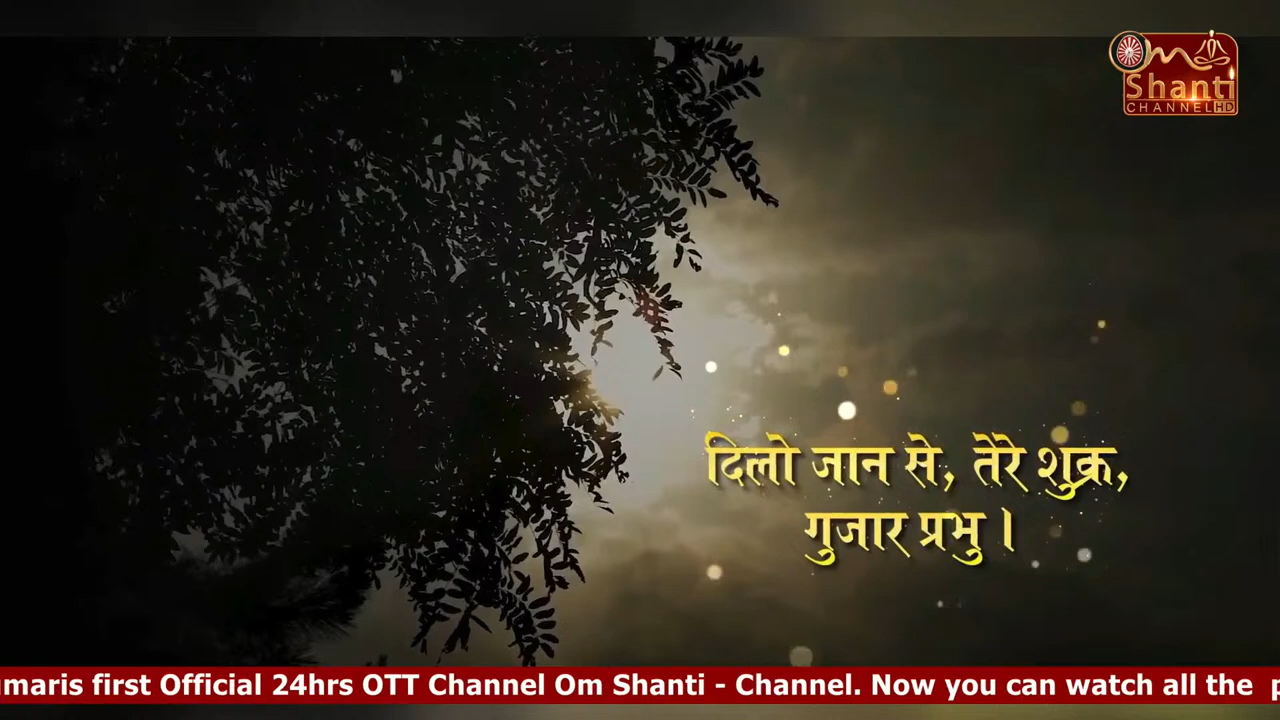 Om
Shanti
CHANNEL HD
दिलो जान से, तेरे शुक्र,
गुजार प्रभु ।
umaris first Official 24hrs OTT Channel Om Shanti - Channel. Now you can watch all the p